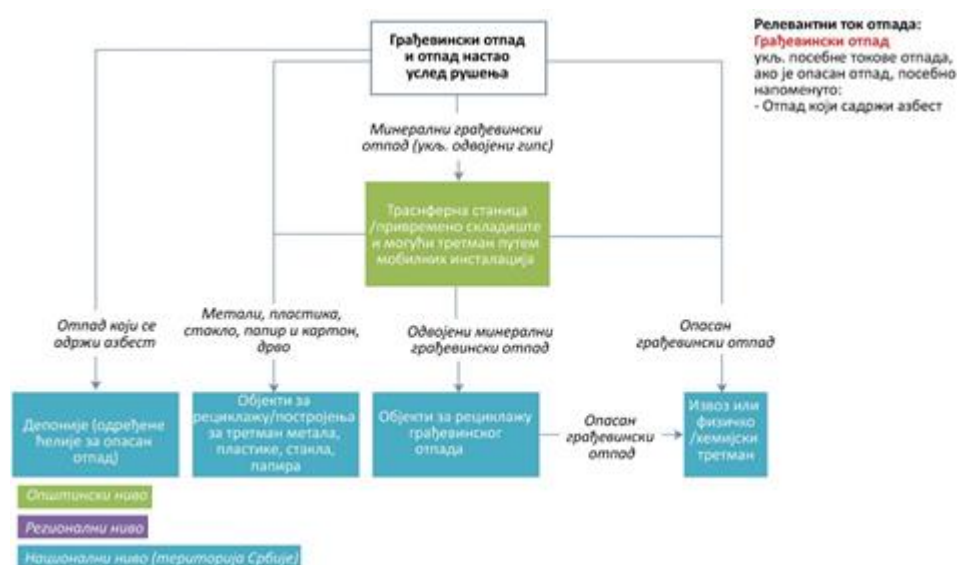 Грађевински отпад
и отпад настао
услед рушења
Релевантни ток отпада:
Грађевински отпад
укљ. посебне токове отпада,
ако је опасан отпад, посебно
напоменуто:
- Отпад који садржи азбест
Минерални грађевински
отпад (укљ. одвојени гипс)
Траснферна станица
/привремено складиште
и могући третман путем
мобилних инсталација
Отпад који се
адржи азбест
Метали, пластика,
стакло, папир и картон,
дрво
Одвојени минерални
грађевински отпад
Опасан
грађевински отпад
Депоније (одређене
ћелије за опасан
отпад)
Објекти за
рециклажу/постројења
за третман метала,
пластике, стакла,
папира
Објекти за рециклажу
грађевинског
отпада
Опасан
грађевински
отпад
Извоз или
физичко
/хемијски
третман
Општински ниво
Регионални ниво
Национални ниво (територија Србије)